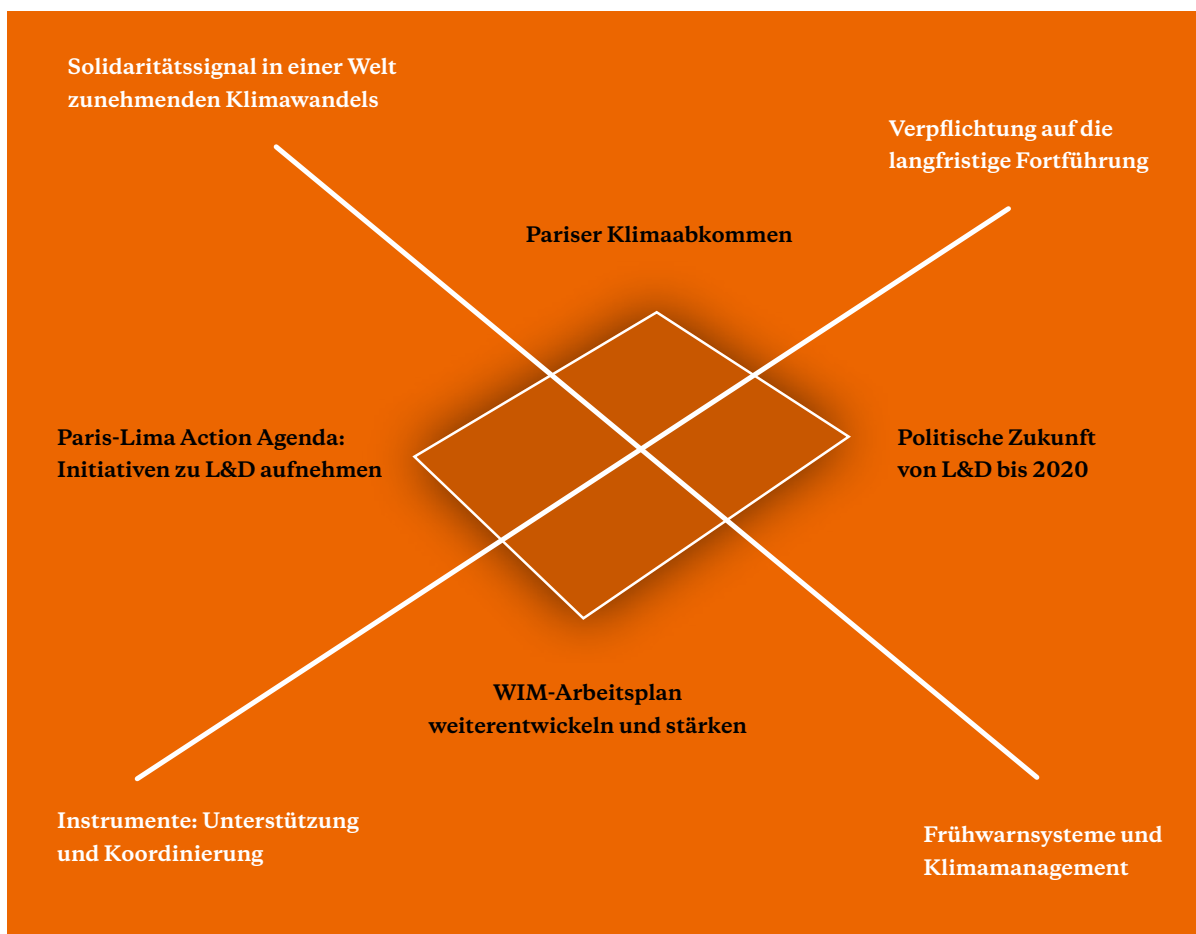 Solidaritätssignal in einer Welt
zunehmenden Klimawandels
Verpflichtung auf die
langfristige Fortführung
Pariser Klimaabkommen
Paris-Lima Action Agenda:
Initiativen zu L&D aufnehmen
Politische Zukunft
von L&D bis 2020
WIM-Arbeitsplan
weiterentwickeln und stärken
Instrumente: Unterstützung
und Koordinierung
Frühwarnsysteme und
Klimamanagement